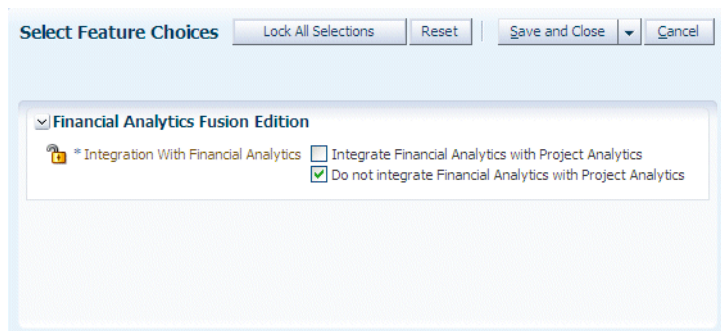 Select Feature Choices Lock All Selections Reset Save and Close Cancel
Financial Analytics Fusion Edition
* Integration With Financial Analytics Integrate Financial Analytics with Project Analytics
Do not integrate Financial Analytics with Project Analytics